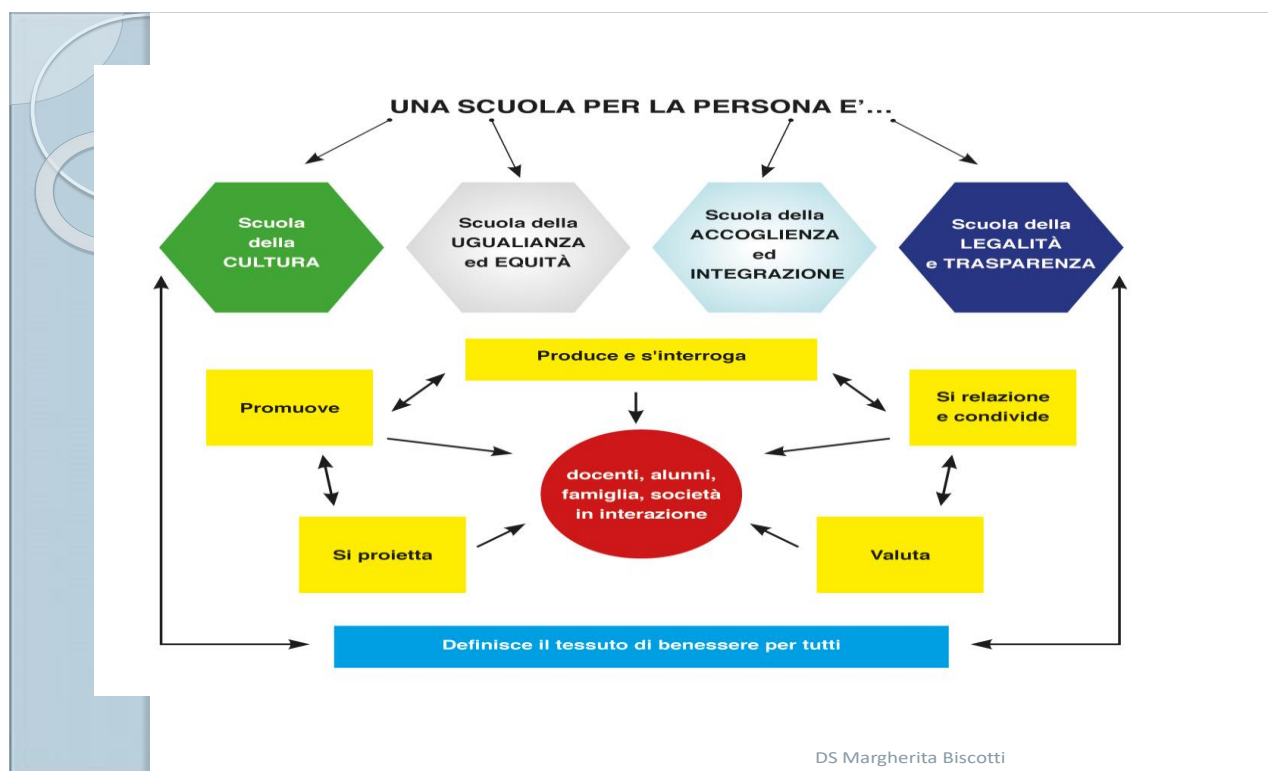 UNA SCUOLA PER LA PERSONA E'...
Scuola
della
CULTURA
Scuola della
UGUALIANZA
ed EQUITÀ
Scuola della
ACCOGLIENZA
ed
INTEGRAZIONE
Scuola della
LEGALITÀ
e TRASPARENZA
Produce e s'interroga
Promuove
Si relazione
e condivide
docenti, alunni,
famiglia, società
in interazione
Si proietta
Valuta
Definisce il tessuto di benessere per tutti
DS Margherita Biscotti